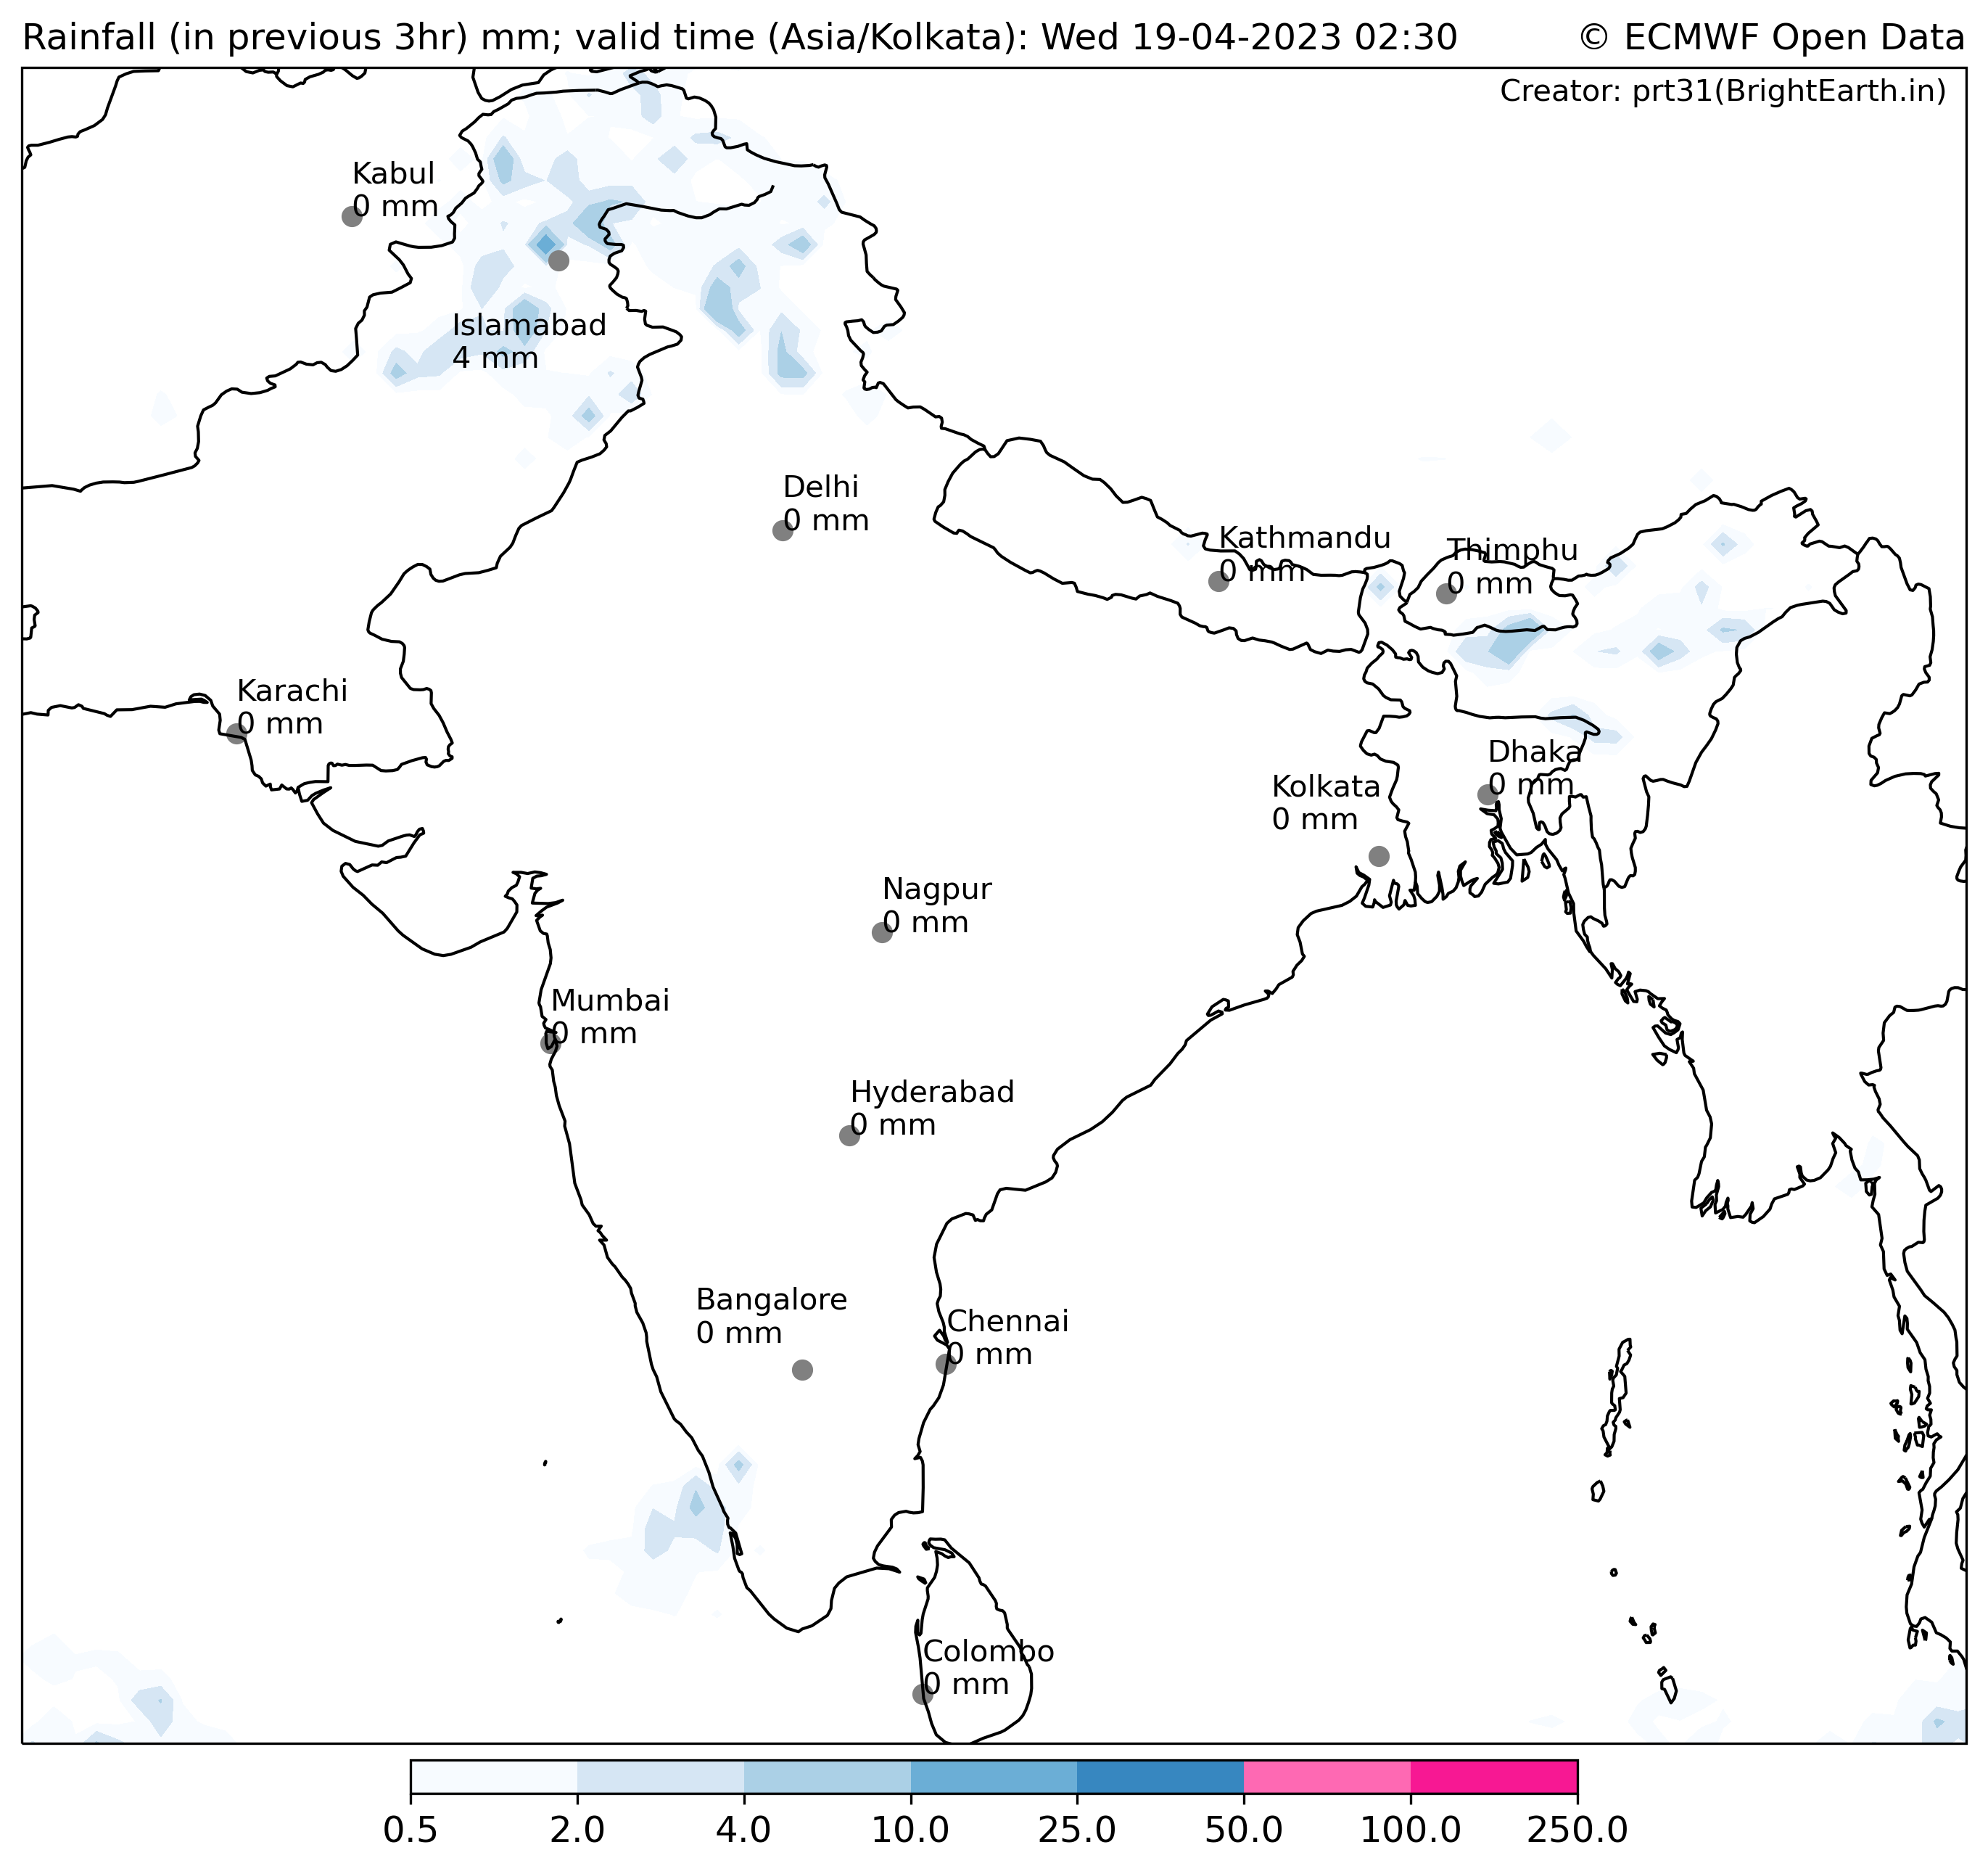 Rainfall (in previous 3hr) mm; valid time (Asia/Kolkata): Wed 19-04-2023 02:30
© ECMWF Open Data
Creator: prt31(BrightEarth.in)
Kabul
0 mm
Islamabad
4 mm
Delhi
0 mm
Kathmandu
0 mm
Thimphu
0 mm
Karachi
0 mm
Dhaka
0 mm
Kolkata
0 mm
Nagpur
0 mm
Mumbai
0 mm
Hyderabad
0 mm
Bangalore
0 mm
Chennai
0 mm
Colombo
0 mm
0.5 2.0 4.0 10.0 25.0 50.0 100.0 250.0